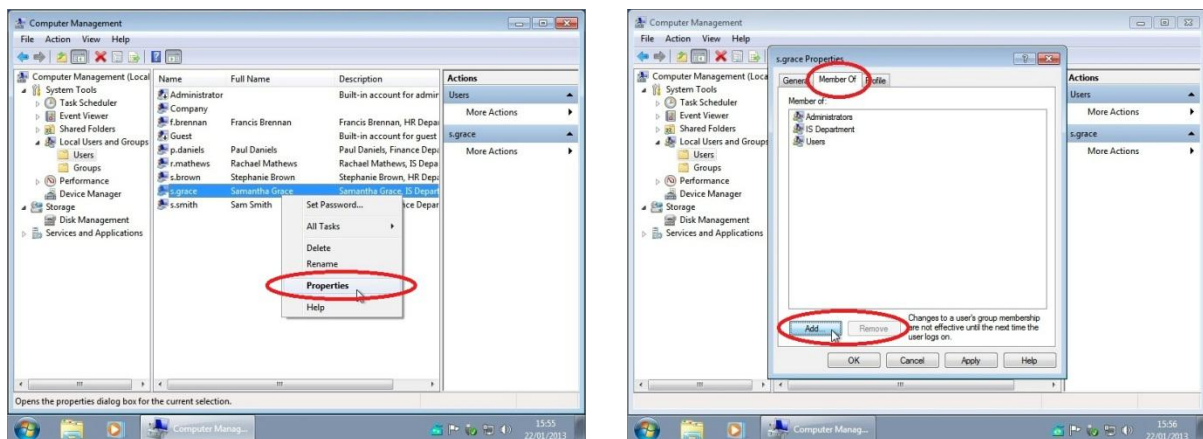 Computer Management
File Action View Help
Computer Management (Local
System Tools
Task Scheduler
Event Viewer
Shared Folders
Local Users and Groups
Users
Groups
Performance
Device Manager
Storage
Disk Management
Services and Applications
Name Full Name Description
Administrator Built-in account for admin
Company
f.brennan Francis Brennan Francis Brennan, HR Depa
Guest Built-in account for guest
p.daniels Paul Daniels Paul Daniels, Finance Dep
r.mathews Rachael Mathews Rachael Mathews, IS Depa
s.brown Stephanie Brown Stephanie Brown, HR Dep
s.grace Samantha Grace Samantha Grace, IS Depart
s.smith Sam Smith nce Depar
Set Password...
All Tasks
Delete
Rename
Properties
Help
Actions
Users
More Actions
s.grace
More Actions
Opens the properties dialog box for the current selection.
Computer Manag...
15:55
22/01/2013
Computer Management
File Action View Help
Computer Management (Loca
System Tools
Task Scheduler
Event Viewer
Shared Folders
Local Users and Groups
Users
Groups
Performance
Device Manager
Storage
Disk Management
Services and Applications
s.grace Properties
General Member Of Profile
Member of:
Administrators
IS Department
Users
Add... Remove
Changes to a user's group membership
are not effective until the next time the
user logs on.
OK Cancel Apply Help
Actions
Users
More Actions
s.grace
More Actions
Computer Manag...
15:56
22/01/2013